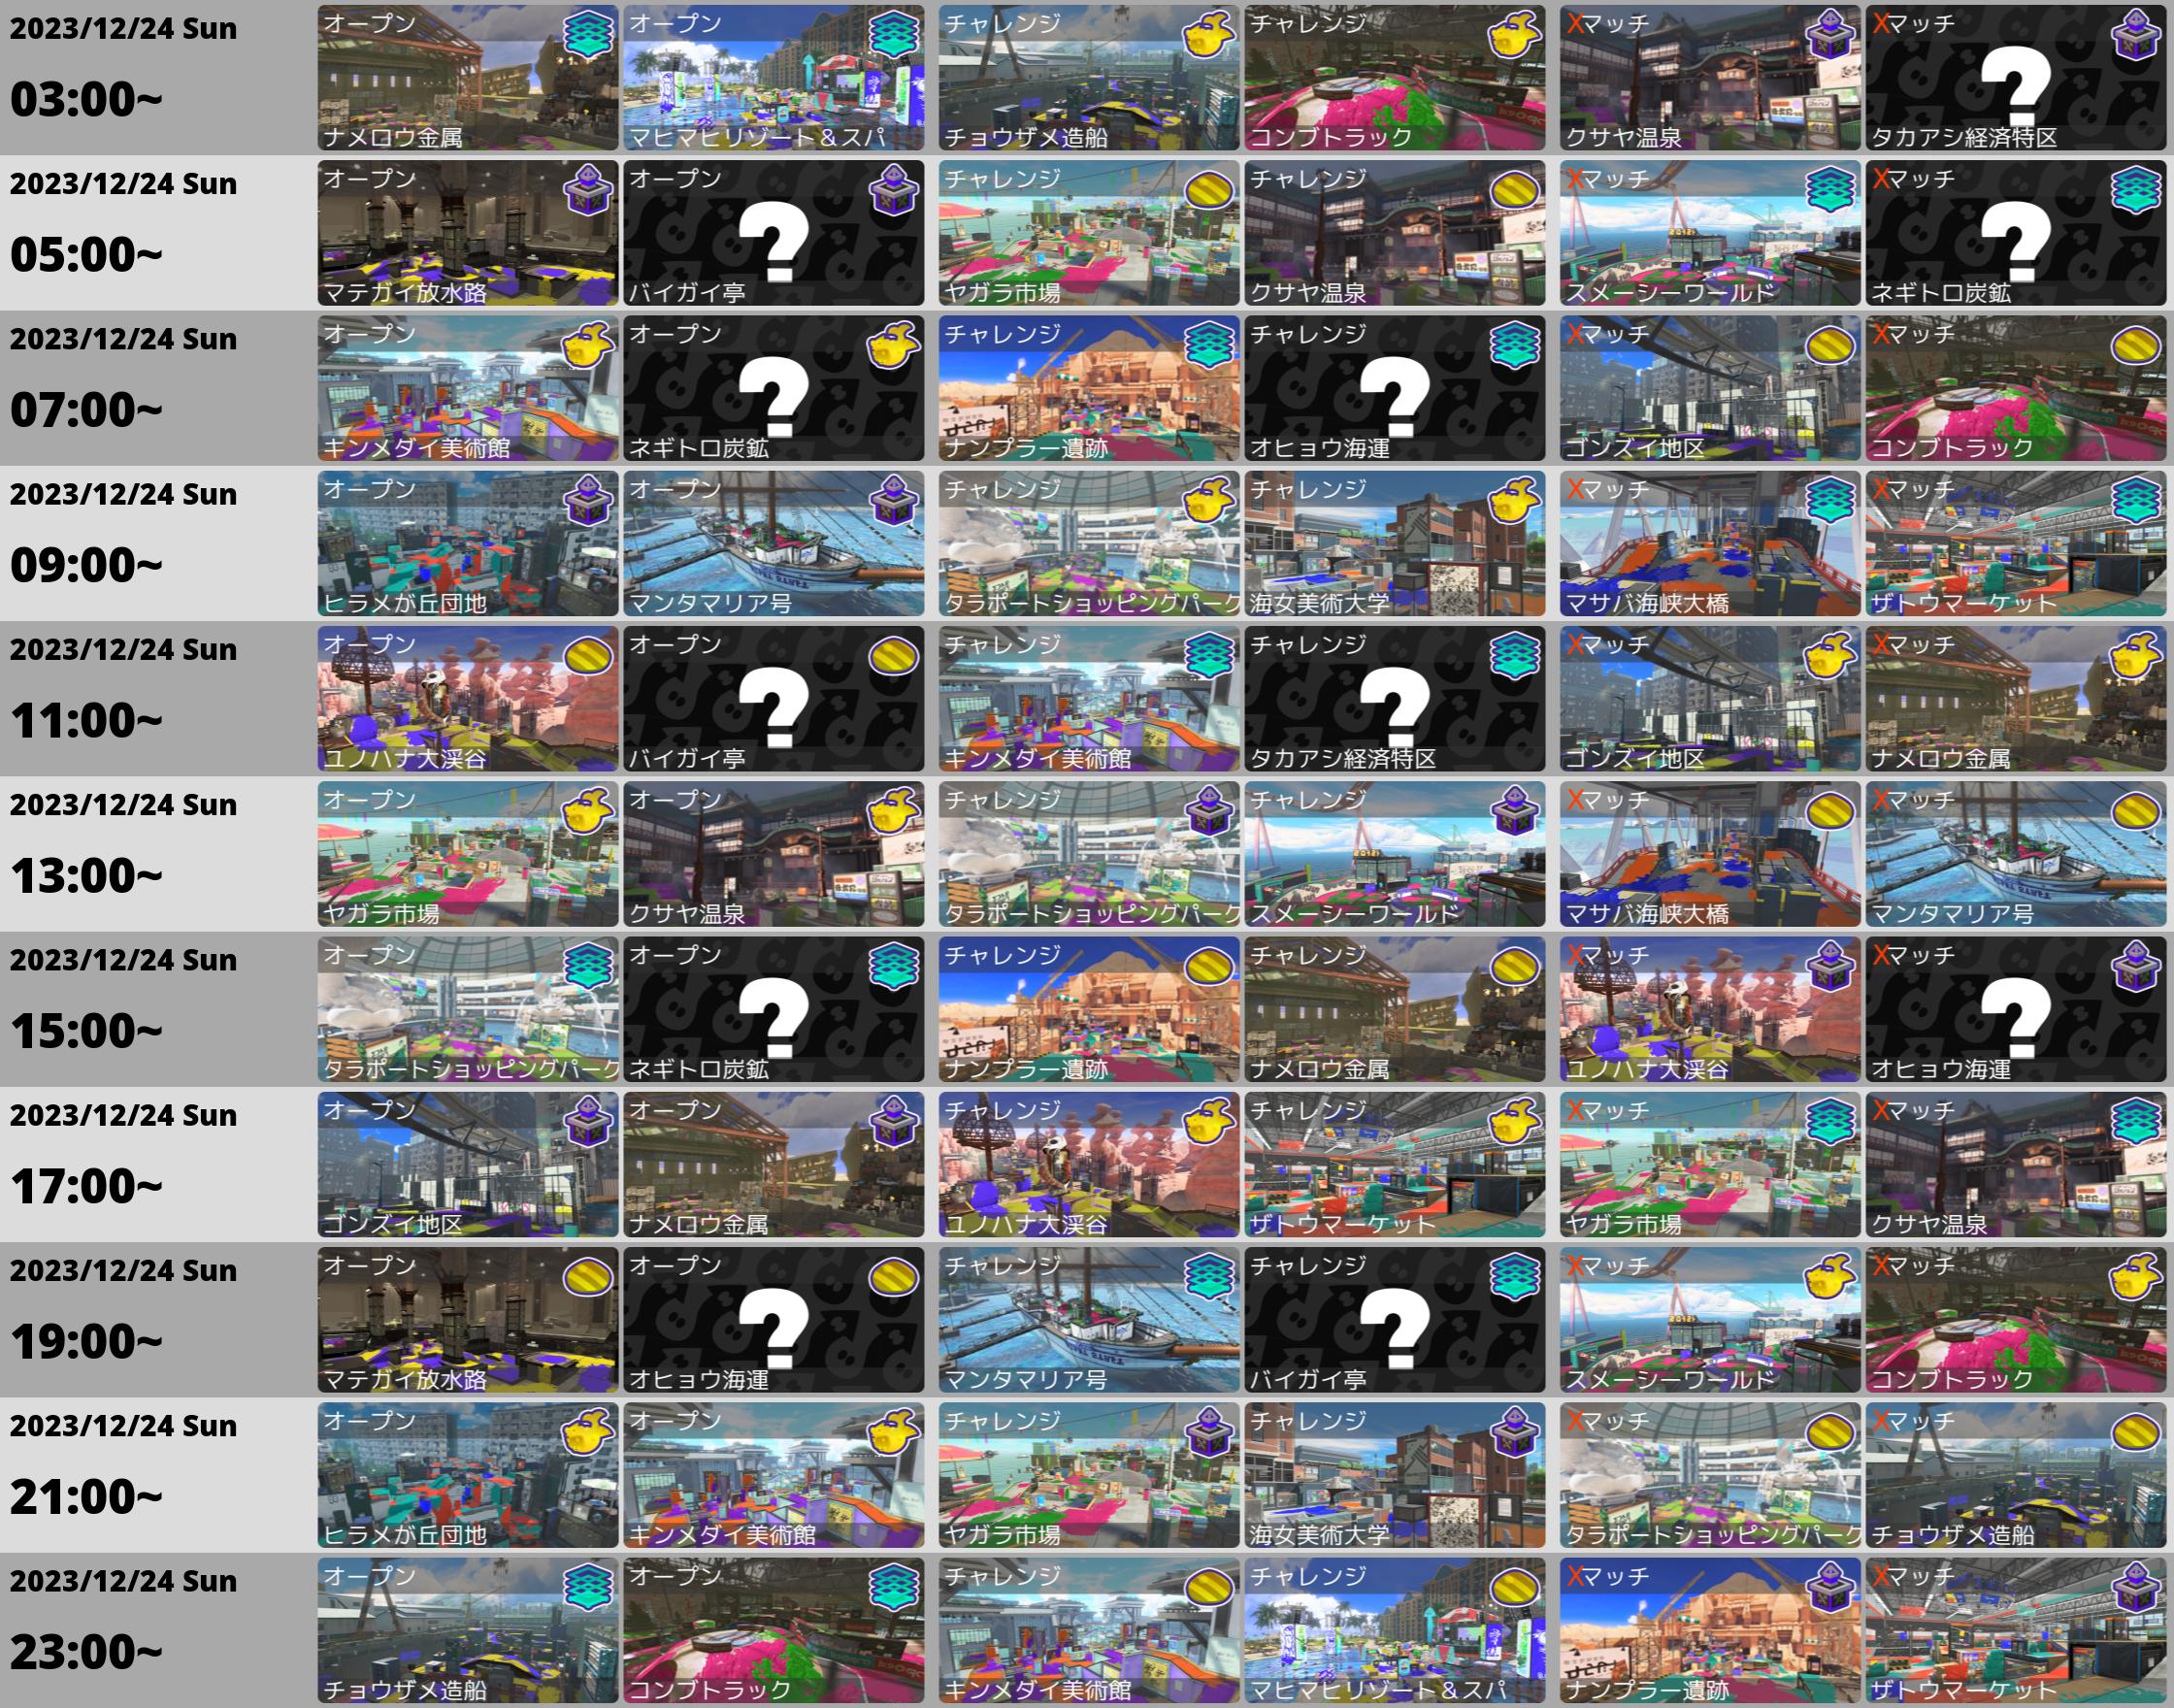 2023/12/24 Sun
03:00~
オープン
ナメロウ金属
オープン
マヒマヒリゾート＆スパ
チャレンジ
チョウザメ造船
チャレンジ
コンブトラック
Xマッチ
クサヤ温泉
Xマッチ
?
タカアシ経済特区
2023/12/24 Sun
05:00~
オープン
マテガイ放水路
オープン
?
バイガイ亭
チャレンジ
ヤガラ市場
チャレンジ
クサヤ温泉
Xマッチ
スメーシーワールド
Xマッチ
?
ネギトロ炭鉱
2023/12/24 Sun
07:00~
オープン
キンメダイ美術館
オープン
?
ネギトロ炭鉱
チャレンジ
ナンプラー遺跡
チャレンジ
?
オヒョウ海運
Xマッチ
ゴンズイ地区
Xマッチ
コンブトラック
2023/12/24 Sun
09:00~
オープン
ヒラメが丘団地
オープン
マンタマリア号
チャレンジ
タラポートショッピングパーク
チャレンジ
海女美術大学
Xマッチ
マサバ海峡大橋
Xマッチ
ザトウマーケット
2023/12/24 Sun
11:00~
オープン
ユノハナ大渓谷
オープン
?
バイガイ亭
チャレンジ
キンメダイ美術館
チャレンジ
?
タカアシ経済特区
Xマッチ
ゴンズイ地区
Xマッチ
ナメロウ金属
2023/12/24 Sun
13:00~
オープン
ヤガラ市場
オープン
クサヤ温泉
チャレンジ
タラポートショッピングパーク
チャレンジ
スメーシーワールド
Xマッチ
マサバ海峡大橋
Xマッチ
マンタマリア号
2023/12/24 Sun
15:00~
オープン
タラポートショッピングパーク
オープン
?
ネギトロ炭鉱
チャレンジ
ナンプラー遺跡
チャレンジ
ナメロウ金属
Xマッチ
ユノハナ大渓谷
Xマッチ
?
オヒョウ海運
2023/12/24 Sun
17:00~
オープン
ゴンズイ地区
オープン
ナメロウ金属
チャレンジ
ユノハナ大渓谷
チャレンジ
ザトウマーケット
Xマッチ
ヤガラ市場
Xマッチ
クサヤ温泉
2023/12/24 Sun
19:00~
オープン
マテガイ放水路
オープン
?
オヒョウ海運
チャレンジ
マンタマリア号
チャレンジ
?
バイガイ亭
Xマッチ
スメーシーワールド
Xマッチ
コンブトラック
2023/12/24 Sun
21:00~
オープン
ヒラメが丘団地
オープン
キンメダイ美術館
チャレンジ
ヤガラ市場
チャレンジ
海女美術大学
Xマッチ
タラポートショッピングパーク
Xマッチ
チョウザメ造船
2023/12/24 Sun
23:00~
オープン
チョウザメ造船
オープン
コンブトラック
チャレンジ
キンメダイ美術館
チャレンジ
マヒマヒリゾート＆スパ
Xマッチ
ナンプラー遺跡
Xマッチ
ザトウマーケット